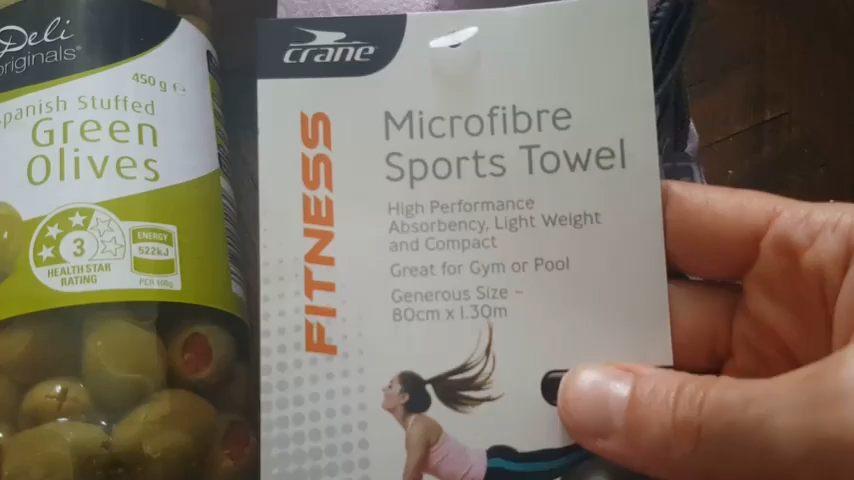 Deli
originals
450 g e
Spanish Stuffed
Green
Olives
3
HEALTH STAR
RATING
ENERGY
522kJ
PER 100g
crane
FITNESS
Microfibre
Sports Towel
High Performance
Absorbency, Light Weight
and Compact
Great for Gym or Pool
Generous Size –
80cm x 1.30m